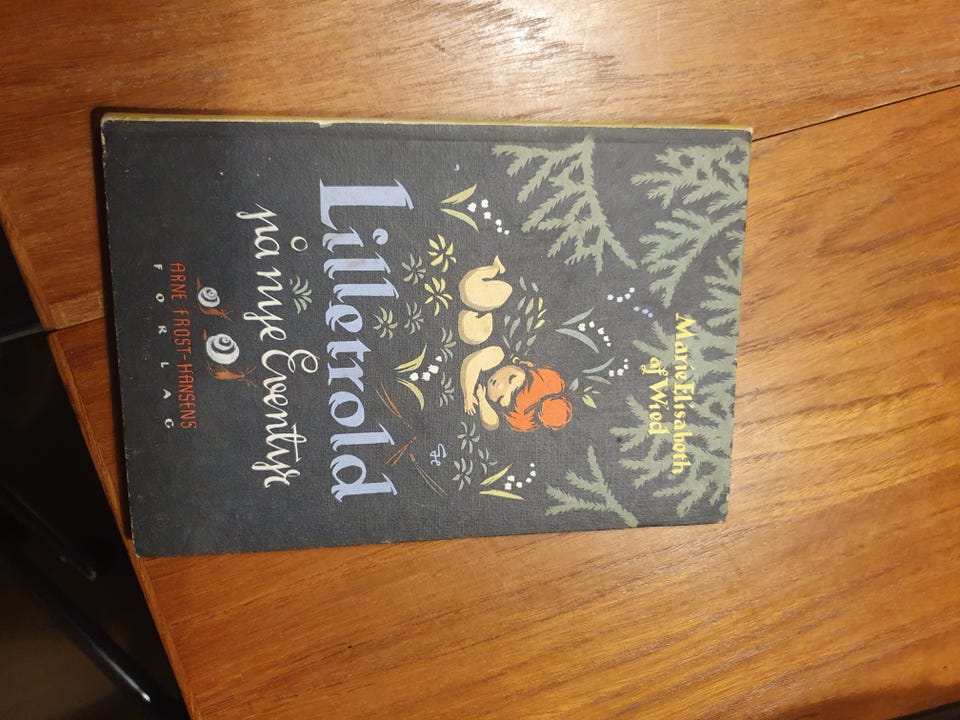 Marie Elisabeth
af Wied
Lilletrold
på nye Eventyr
ARNE FROST-HANSENS
FORLAG